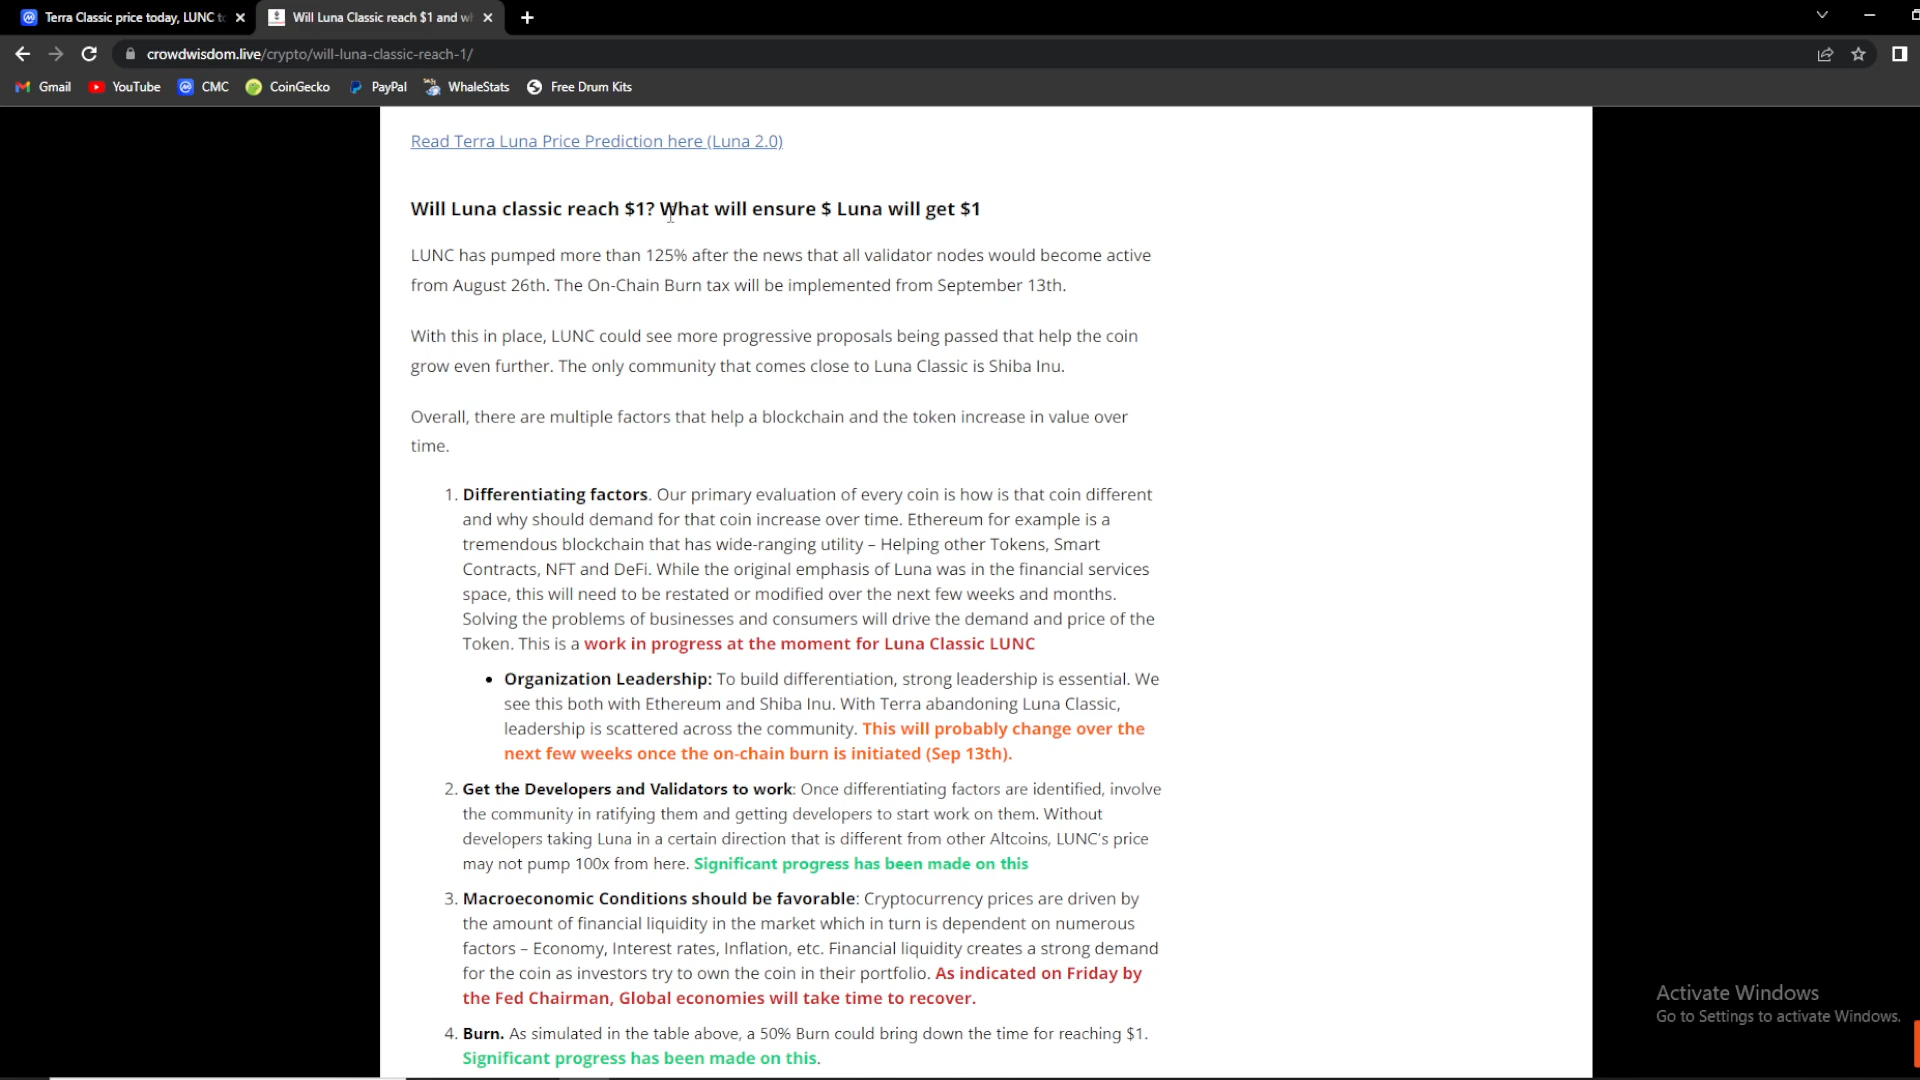 Terra Classic price today, LUNC to
Will Luna Classic reach $1 and w
crowdwisdom.live/crypto/will-luna-classic-reach-1/
Gmail YouTube CMC CoinGecko PayPal WhaleStats Free Drum Kits
Read Terra Luna Price Prediction here (Luna 2.0)
Will Luna classic reach $1? What will ensure $ Luna will get $1
LUNC has pumped more than 125% after the news that all validator nodes would become active
from August 26th. The On-Chain Burn tax will be implemented from September 13th.
With this in place, LUNC could see more progressive proposals being passed that help the coin
grow even further. The only community that comes close to Luna Classic is Shiba Inu.
Overall, there are multiple factors that help a blockchain and the token increase in value over
time.
1. Differentiating factors. Our primary evaluation of every coin is how is that coin different
and why should demand for that coin increase over time. Ethereum for example is a
tremendous blockchain that has wide-ranging utility – Helping other Tokens, Smart
Contracts, NFT and DeFi. While the original emphasis of Luna was in the financial services
space, this will need to be restated or modified over the next few weeks and months.
Solving the problems of businesses and consumers will drive the demand and price of the
Token. This is a work in progress at the moment for Luna Classic LUNC
• Organization Leadership: To build differentiation, strong leadership is essential. We
see this both with Ethereum and Shiba Inu. With Terra abandoning Luna Classic,
leadership is scattered across the community. This will probably change over the
next few weeks once the on-chain burn is initiated (Sep 13th).
2. Get the Developers and Validators to work: Once differentiating factors are identified, involve
the community in ratifying them and getting developers to start work on them. Without
developers taking Luna in a certain direction that is different from other Altcoins, LUNC's price
may not pump 100x from here. Significant progress has been made on this
3. Macroeconomic Conditions should be favorable: Cryptocurrency prices are driven by
the amount of financial liquidity in the market which in turn is dependent on numerous
factors – Economy, Interest rates, Inflation, etc. Financial liquidity creates a strong demand
for the coin as investors try to own the coin in their portfolio. As indicated on Friday by
the Fed Chairman, Global economies will take time to recover.
4. Burn. As simulated in the table above, a 50% Burn could bring down the time for reaching $1.
Significant progress has been made on this.
Activate Windows
Go to Settings to activate Windows.